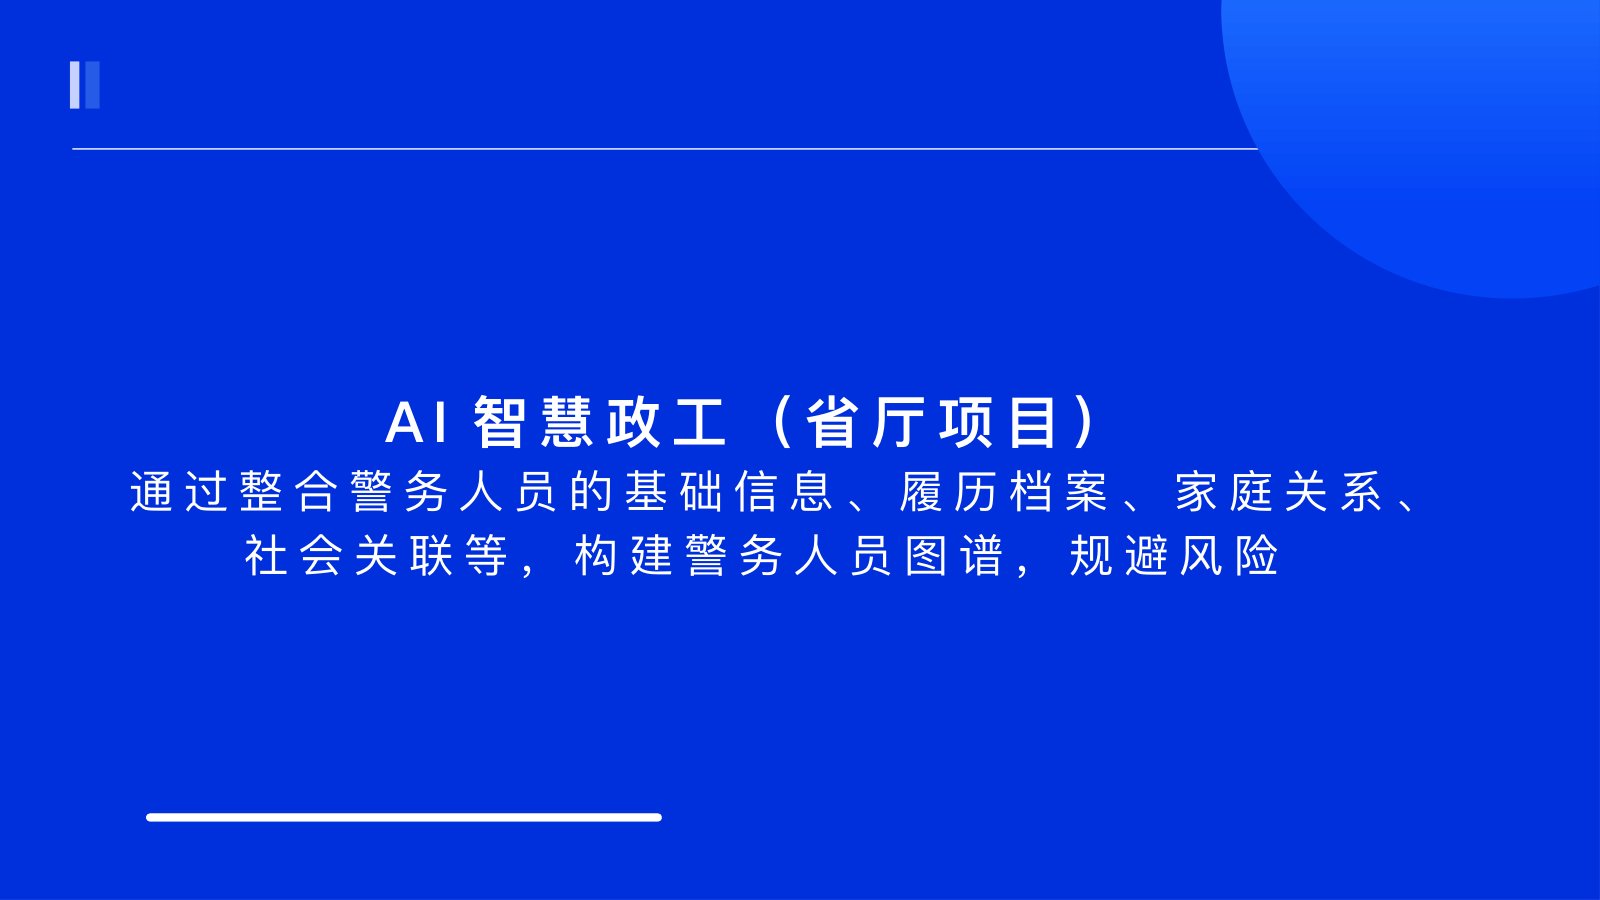 AI 智慧政工（省厅项目）
通过整合警务人员的基础信息、履历档案、家庭关系、
社会关联等，构建警务人员图谱，规避风险